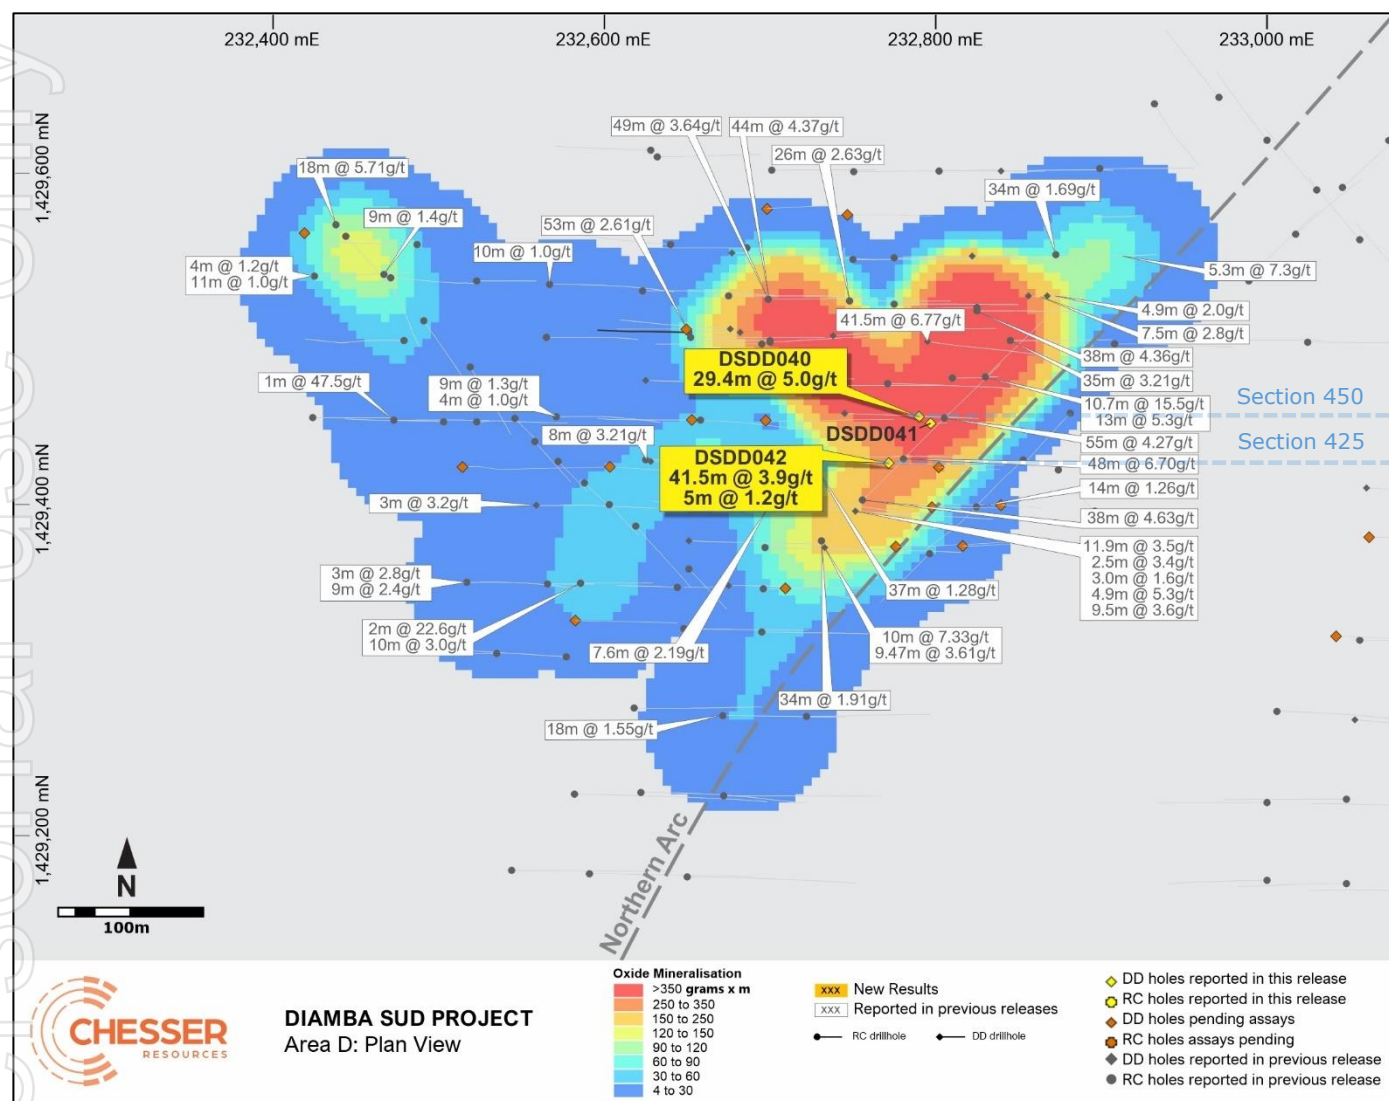 232,400 mE
232,600 mE
232,800 mE
233,000 mE
1,429,600 mN
1,429,400 mN
1,429,200 mN
49m @ 3.64g/t
44m @ 4.37g/t
26m @ 2.63g/t
18m @ 5.71g/t
34m @ 1.69g/t
9m @ 1.4g/t
53m @ 2.61g/t
10m @ 1.0g/t
4m @ 1.2g/t
11m @ 1.0g/t
5.3m @ 7.3g/t
4.9m @ 2.0g/t
41.5m @ 6.77g/t
7.5m @ 2.8g/t
DSDD040
29.4m @ 5.0g/t
38m @ 4.36g/t
35m @ 3.21g/t
1m @ 47.5g/t
9m @ 1.3g/t
4m @ 1.0g/t
10.7m @ 15.5g/t
13m @ 5.3g/t
Section 450
DSDD041
8m @ 3.21g/t
55m @ 4.27g/t
Section 425
DSDD042
41.5m @ 3.9g/t
5m @ 1.2g/t
48m @ 6.70g/t
14m @ 1.26g/t
3m @ 3.2g/t
38m @ 4.63g/t
11.9m @ 3.5g/t
2.5m @ 3.4g/t
3.0m @ 1.6g/t
4.9m @ 5.3g/t
9.5m @ 3.6g/t
3m @ 2.8g/t
9m @ 2.4g/t
37m @ 1.28g/t
2m @ 22.6g/t
10m @ 3.0g/t
7.6m @ 2.19g/t
10m @ 7.33g/t
9.47m @ 3.61g/t
34m @ 1.91g/t
18m @ 1.55g/t
Northern Arc
N
100m
CHESSER
RESOURCES
DIAMBA SUD PROJECT
Area D: Plan View
Oxide Mineralisation
>350 grams x m
250 to 350
150 to 250
120 to 150
90 to 120
60 to 90
30 to 60
4 to 30
xxx New Results
xxx Reported in previous releases
RC drillhole
DD drillhole
DD holes reported in this release
RC holes reported in this release
DD holes pending assays
RC holes assays pending
DD holes reported in previous release
RC holes reported in previous release